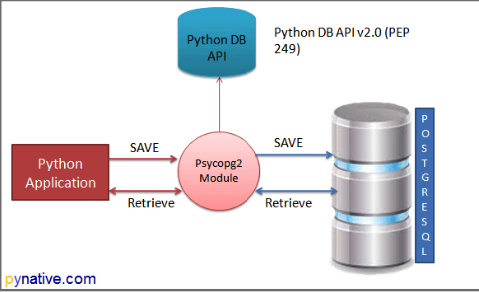 Python DB
API
Python DB API v2.0 (PEP
249)
SAVE
SAVE
Python
Application
Psycopg2
Module
Retrieve
Retrieve
POSTGRESQL
pynative.com